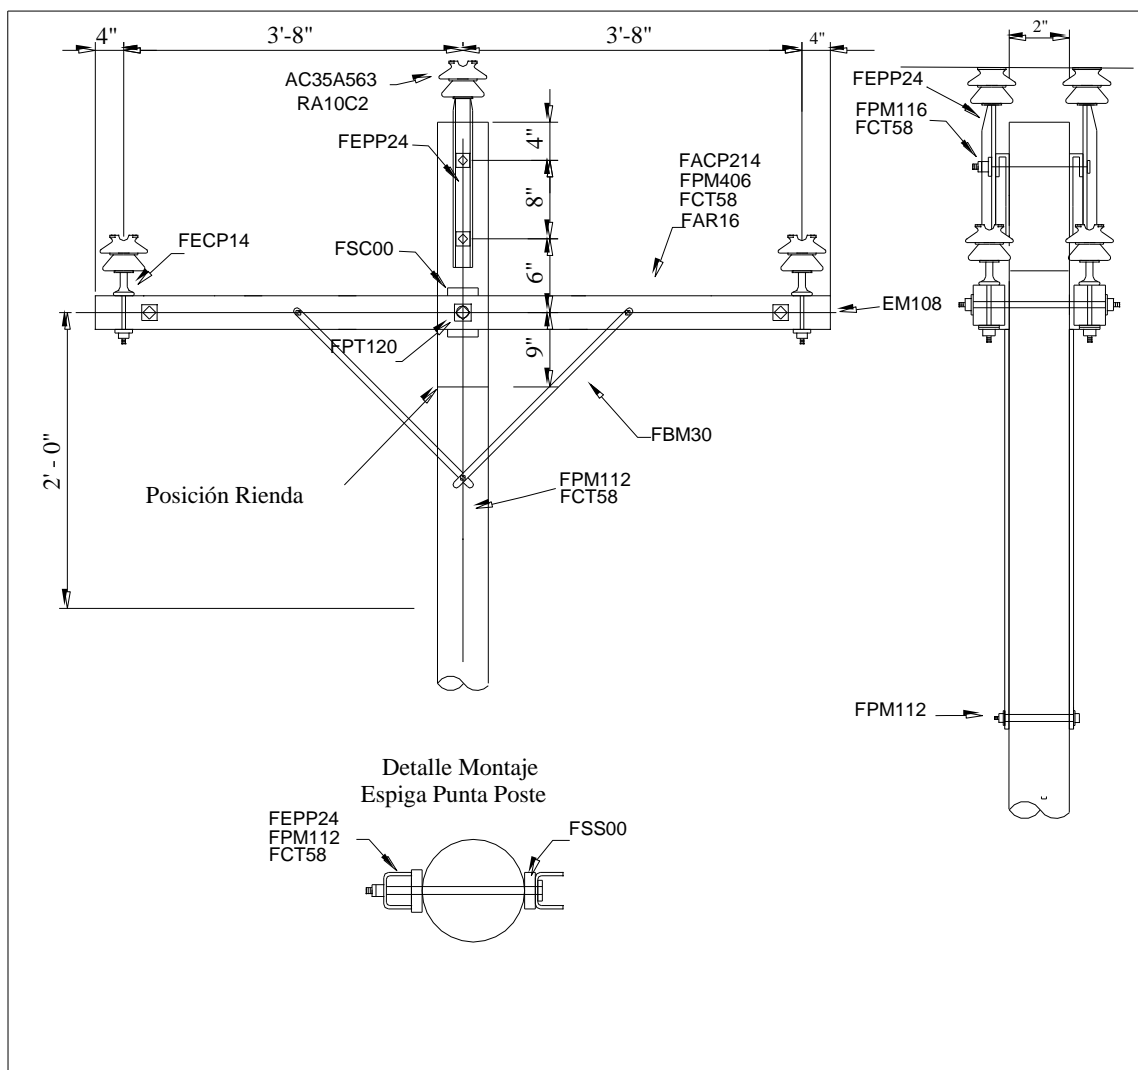 4"
3'-8"
3'-8"
4"
2"
AC35A563
RA10C2
FEPP24
FEPP24
FPM116
FCT58
4"
8"
6"
9"
FACP214
FPM406
FCT58
FAR16
FECP14
FSC00
EM108
FPT120
FBM30
2' - 0"
Posición Rienda
FPM112
FCT58
FPM112
Detalle Montaje
Espiga Punta Poste
FEPP24
FPM112
FCT58
FSS00